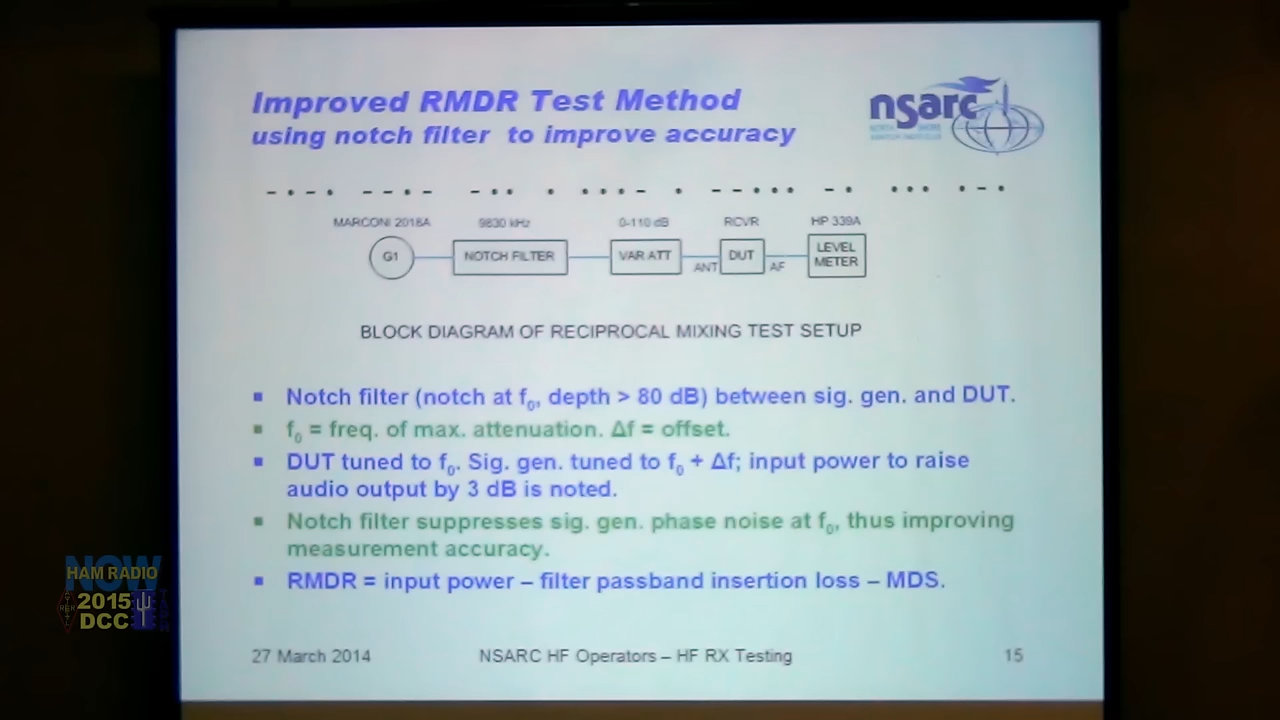 Improved RMDR Test Method
using notch filter to improve accuracy
nsarc
MARCONI 2018A 9830 kHz 0-110 dB RCVR HP 339A
G1 NOTCH FILTER VAR ATT ANT DUT AF LEVEL METER
BLOCK DIAGRAM OF RECIPROCAL MIXING TEST SETUP
▪ Notch filter (notch at f0, depth > 80 dB) between sig. gen. and DUT.
▪ f0 = freq. of max. attenuation. Δf = offset.
▪ DUT tuned to f0. Sig. gen. tuned to f0 + Δf; input power to raise
audio output by 3 dB is noted.
▪ Notch filter suppresses sig. gen. phase noise at f0, thus improving
measurement accuracy.
▪ RMDR = input power – filter passband insertion loss – MDS.
27 March 2014 NSARC HF Operators – HF RX Testing 15
NOW
HAM RADIO
2015
DCC